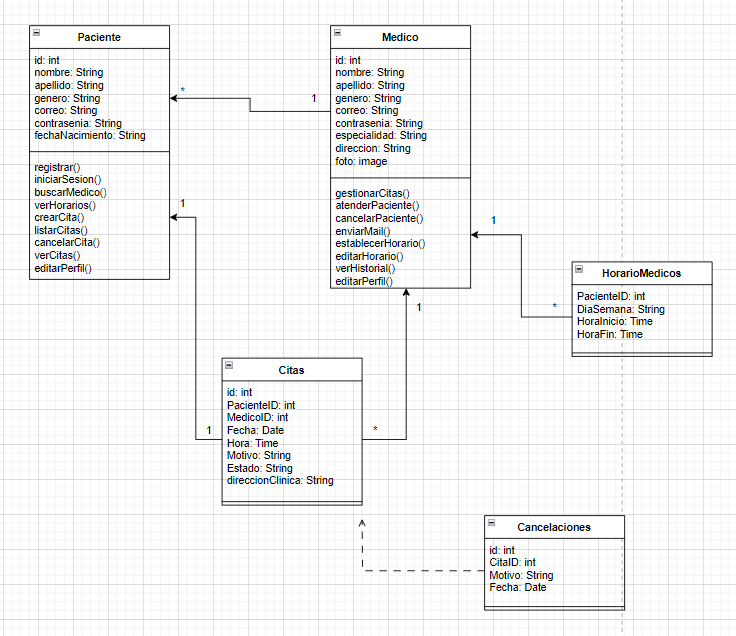 Paciente
id: int
nombre: String
apellido: String
genero: String
correo: String
contrasenia: String
fechaNacimiento: String
registrar()
iniciarSesion()
buscarMedico()
verHorarios()
crearCita()
listarCitas()
cancelarCita()
verCitas()
editarPerfil()
*
1
Medico
id: int
nombre: String
apellido: String
genero: String
correo: String
contrasenia: String
especialidad: String
direccion: String
foto: image
gestionarCitas()
atenderPaciente()
cancelarPaciente()
enviarMail()
establecerHorario()
editarHorario()
verHistorial()
editarPerfil()
1
1
*
HorarioMedicos
PacienteID: int
DiaSemana: String
HoraInicio: Time
HoraFin: Time
1
Citas
id: int
PacienteID: int
MedicoID: int
Fecha: Date
Hora: Time
Motivo: String
Estado: String
direccionClinica: String
1
*
Cancelaciones
id: int
CitaID: int
Motivo: String
Fecha: Date